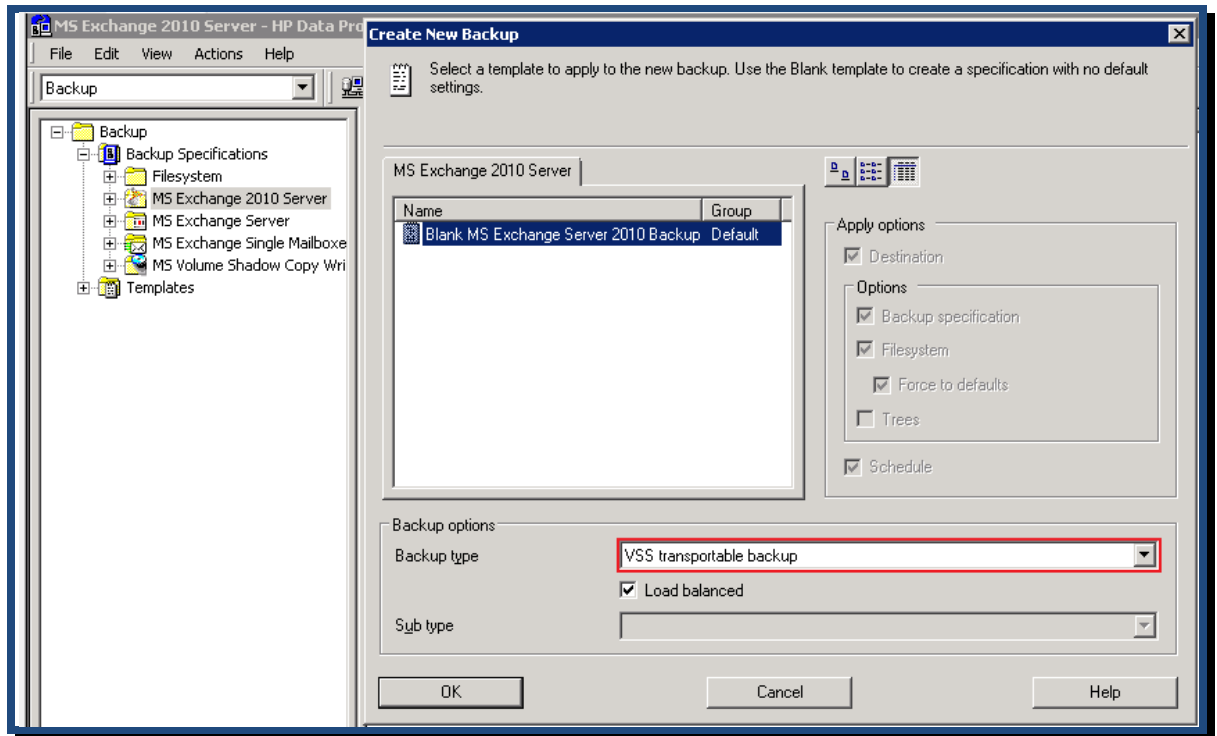 MS Exchange 2010 Server - HP Data Pro
File Edit View Actions Help
Backup
Backup
Backup Specifications
Filesystem
MS Exchange 2010 Server
MS Exchange Server
MS Exchange Single Mailboxe
MS Volume Shadow Copy Wri
Templates
Create New Backup
Select a template to apply to the new backup. Use the Blank template to create a specification with no default
settings.
MS Exchange 2010 Server
Name Group
Blank MS Exchange Server 2010 Backup Default
Apply options
Destination
Options
Backup specification
Filesystem
Force to defaults
Trees
Schedule
Backup options
Backup type VSS transportable backup
Load balanced
Sub type
OK Cancel Help